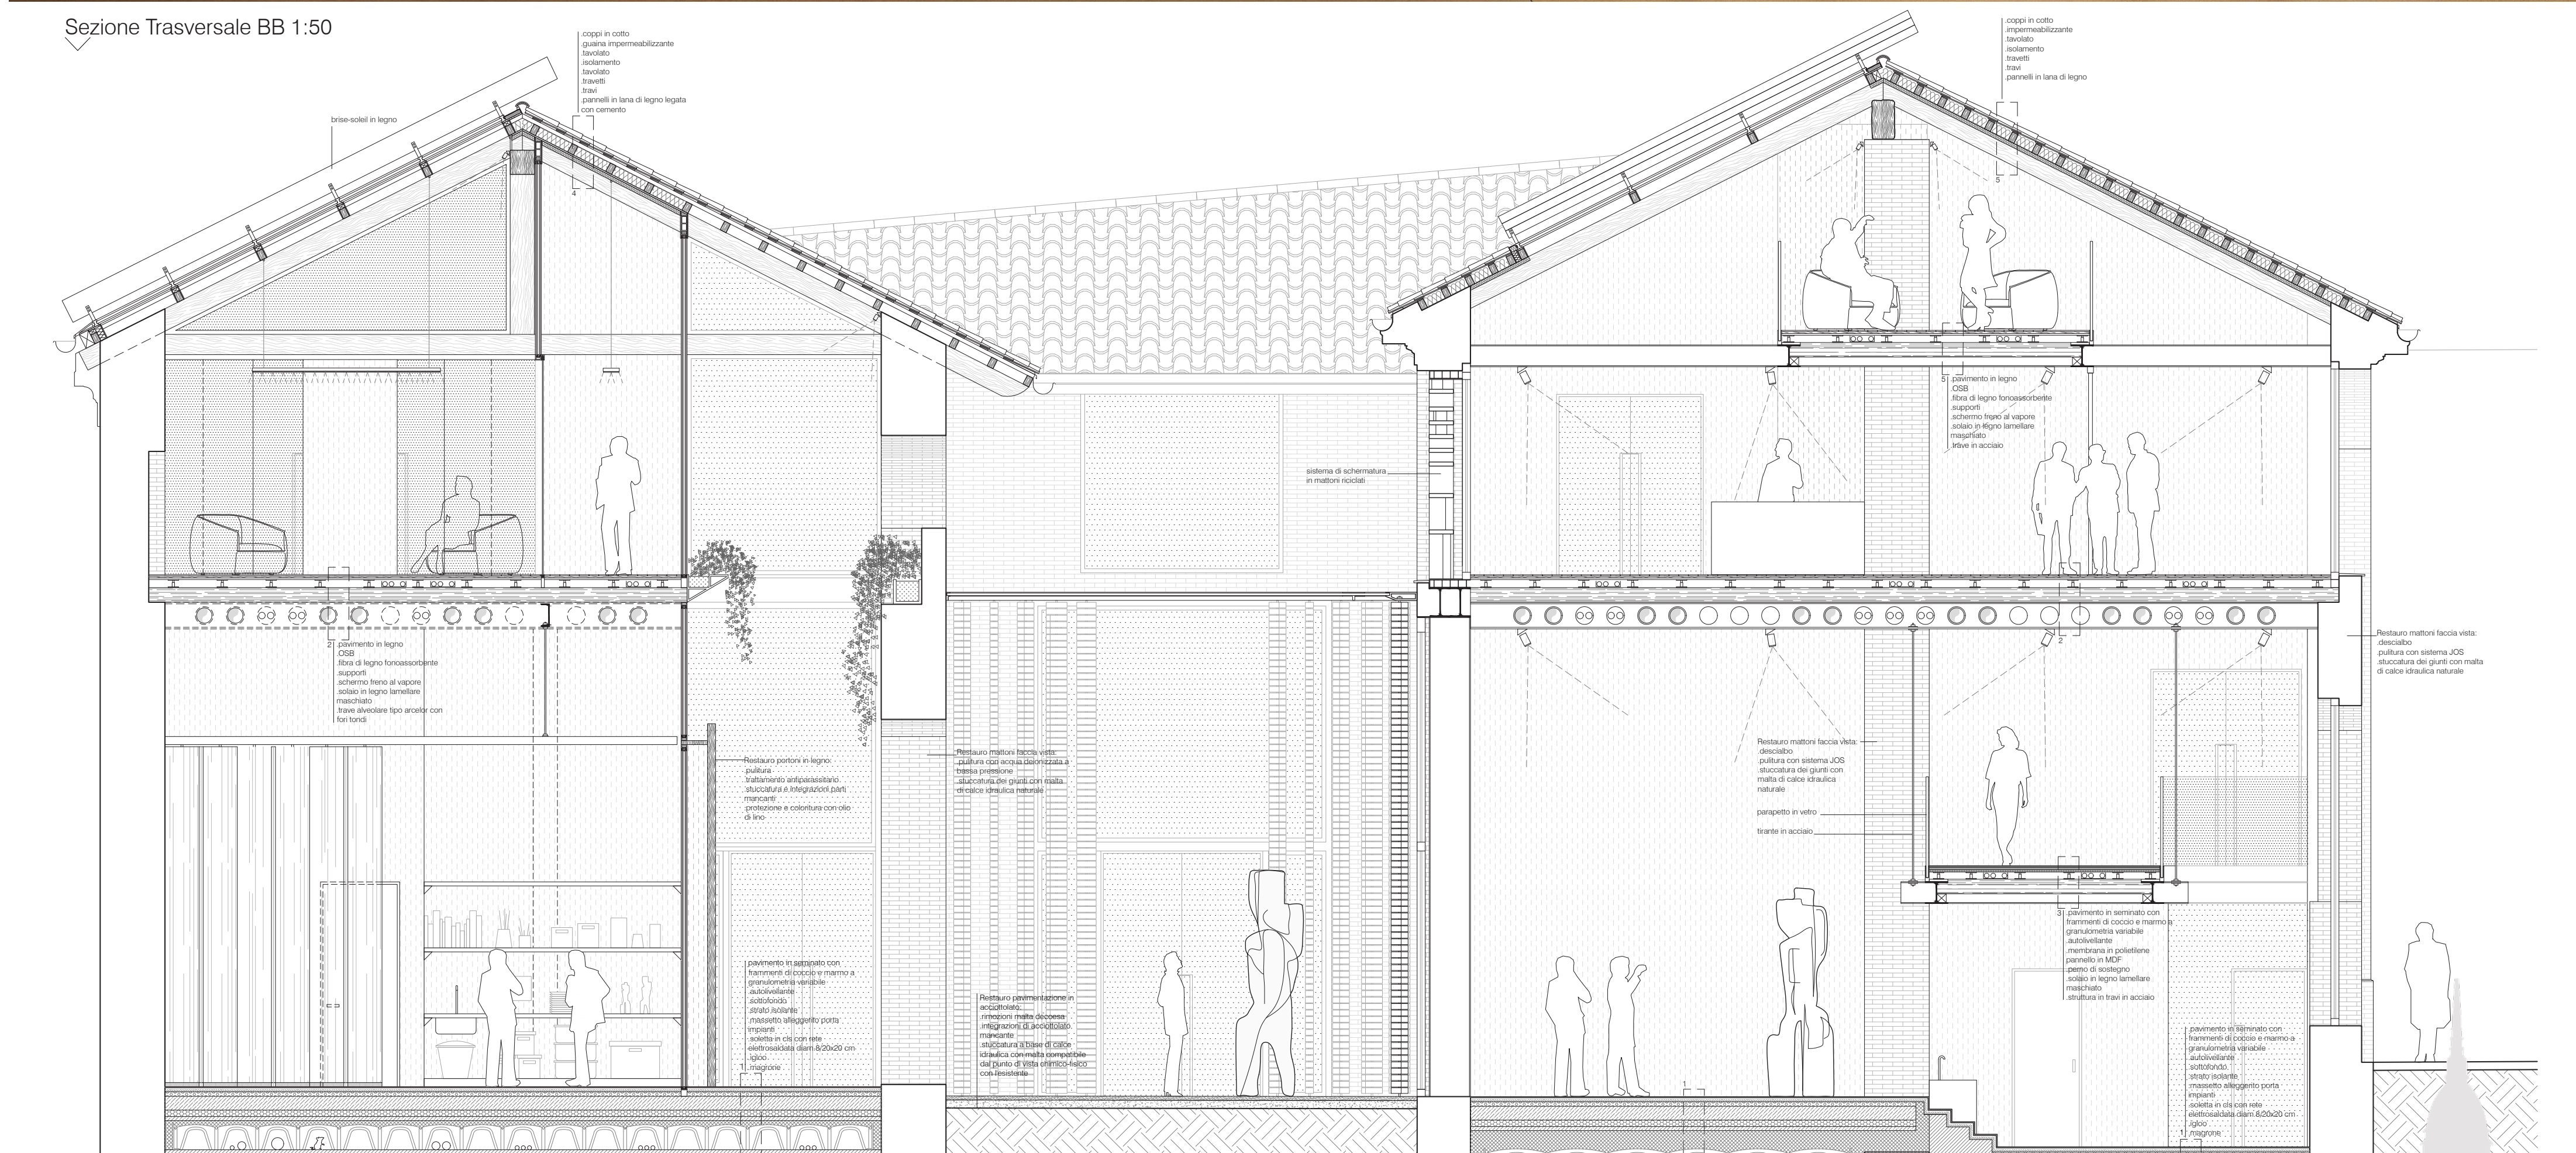 Sezione Trasversale BB 1:50
.coppi in cotto
.guaina impermeabilizzante
.tavolato
.isolamento
.tavolato
.travetti
.travi
.pannelli in lana di legno legata
con cemento
4
brise-soleil in legno
.coppi in cotto
.impermeabilizzante
.tavolato
.isolamento
.travetti
.travi
.pannelli in lana di legno
5
5
.pavimento in legno
.OSB
.fibra di legno fonoassorbente
.supporti
.schermo freno al vapore
.solaio in legno lamellare
maschiato
.trave in acciaio
sistema di schermatura
in mattoni riciclati
2
.pavimento in legno
.OSB
.fibra di legno fonoassorbente
.supporti
.schermo freno al vapore
.solaio in legno lamellare
maschiato
.trave alveolare tipo arcelor con
fori tondi
2
Restauro mattoni faccia vista:
.descialbo
.pulitura con sistema JOS
.stuccatura dei giunti con malta
di calce idraulica naturale
Restauro portoni in legno:
.pulitura
.trattamento antiparassitario
.stuccatura e integrazioni parti
mancanti
.protezione e coloritura con olio
di lino
Restauro mattoni faccia vista:
.pulitura con acqua deionizzata a
bassa pressione
.stuccatura dei giunti con malta
di calce idraulica naturale
Restauro mattoni faccia vista:
.descialbo
.pulitura con sistema JOS
.stuccatura dei giunti con
malta di calce idraulica
naturale
parapetto in vetro
tirante in acciaio
3
.pavimento in seminato con
frammenti di coccio e marmo a
granulometria variabile
.autolivellante
.membrana in polietilene
pannello in MDF
.perno di sostegno
.solaio in legno lamellare
maschiato
.struttura in travi in acciaio
.pavimento in seminato con
frammenti di coccio e marmo a
granulometria variabile
.autolivellante
.sottofondo
.strato isolante
.massetto alleggerito porta
impianti
.soletta in cls con rete
elettrosaldata diam 8/20x20 cm
.igloo
.magrone
1
Restauro pavimentazione in
acciottolato:
.rimozioni malta decoesa
.integrazioni di acciottolato
mancante
.stuccatura a base di calce
idraulica con malta compatibile
dal punto di vista chimico-fisico
con l'esistente
1
.pavimento in seminato con
frammenti di coccio e marmo a
granulometria variabile
.autolivellante
.sottofondo
.strato isolante
.massetto alleggerito porta
impianti
.soletta in cls con rete
elettrosaldata diam 8/20x20 cm
.igloo
.magrone
1